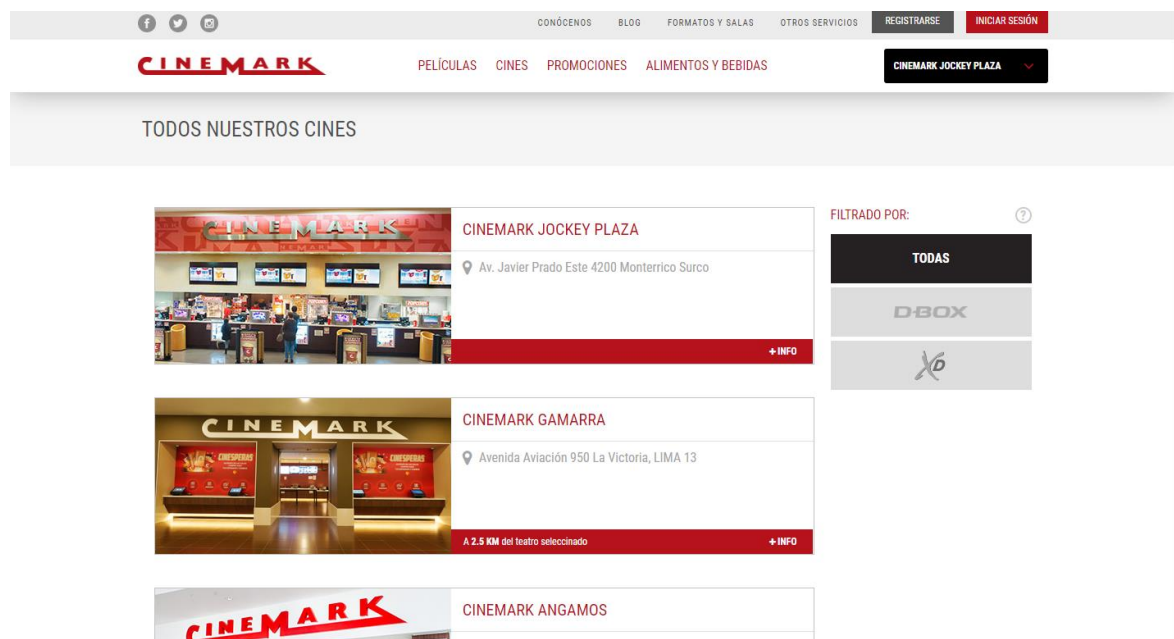 CONÓCENOS BLOG FORMATOS Y SALAS OTROS SERVICIOS REGISTRARSE INICIAR SESIÓN
CINEMARK PELÍCULAS CINES PROMOCIONES ALIMENTOS Y BEBIDAS CINEMARK JOCKEY PLAZA
TODOS NUESTROS CINES
CINEMARK
CINEMARK JOCKEY PLAZA
Av. Javier Prado Este 4200 Monterrico Surco
+ INFO
FILTRADO POR: ?
TODAS
D-BOX
XD
CINEMARK
CINESPERAS
CINESPERAS
CINEMARK GAMARRA
Avenida Aviación 950 La Victoria, LIMA 13
A 2.5 KM del teatro seleccinado + INFO
CINEMARK
CINEMARK ANGAMOS